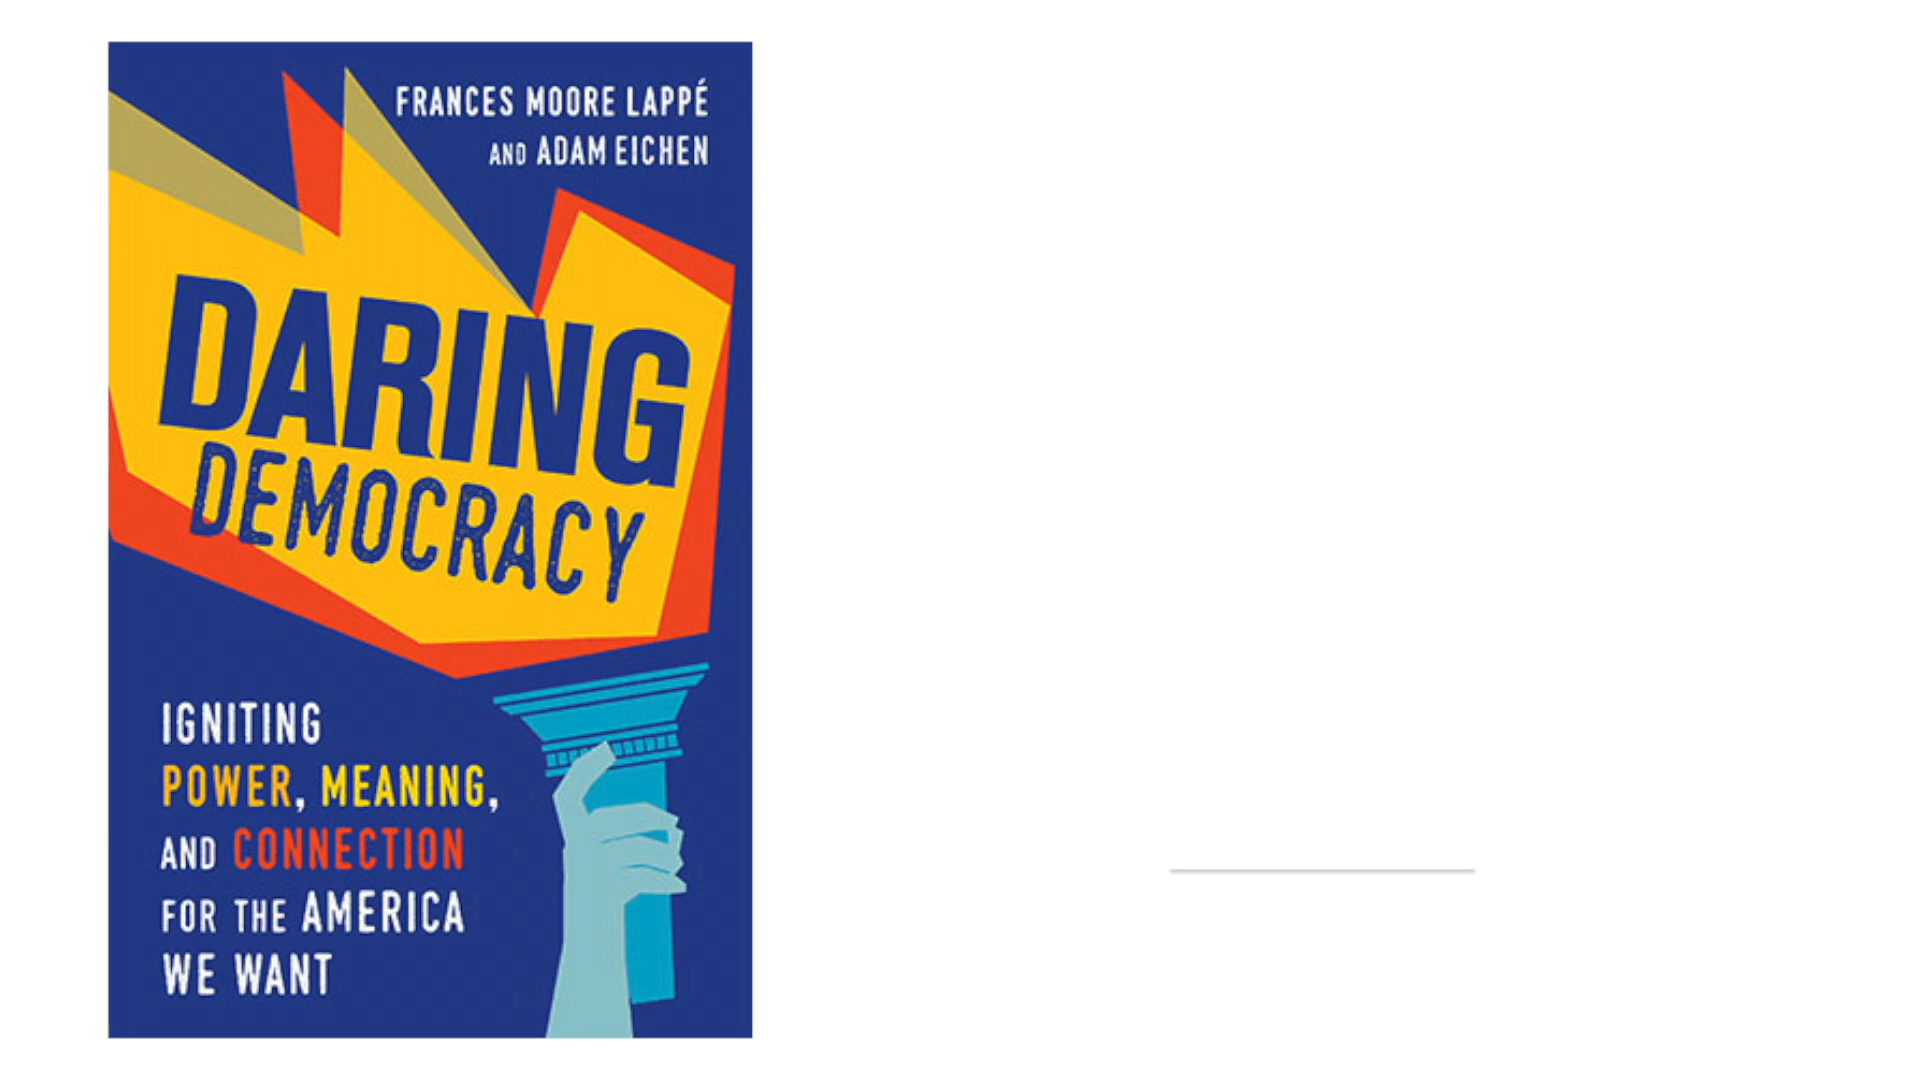 FRANCES MOORE LAPPÉ
AND ADAM EICHEN
DARING
DEMOCRACY
IGNITING
POWER, MEANING,
AND CONNECTION
FOR THE AMERICA
WE WANT